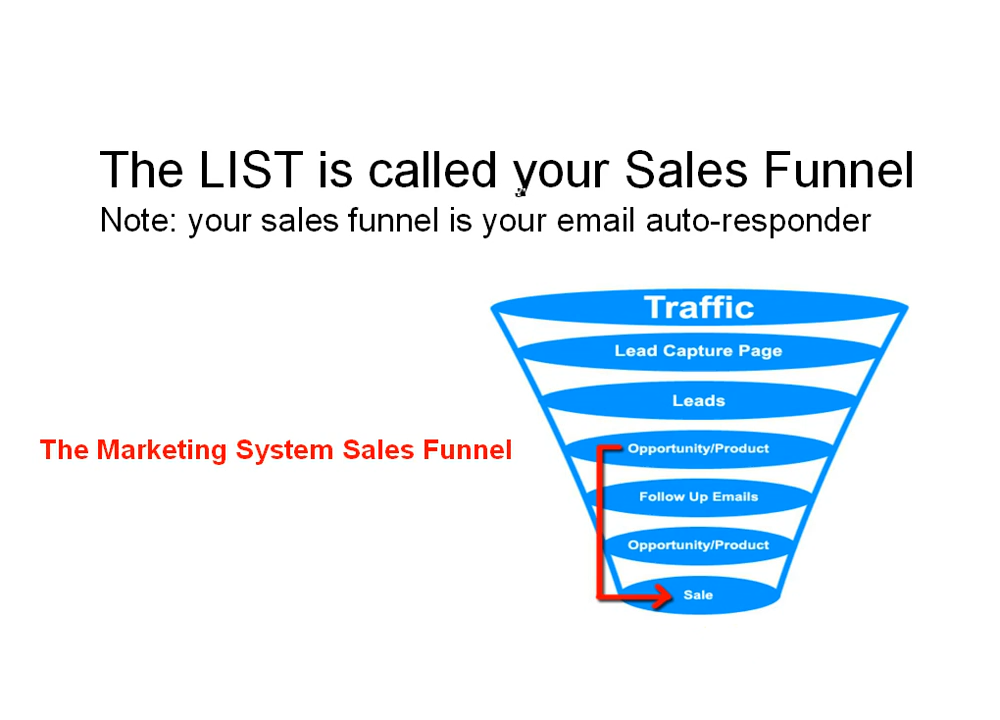 The LIST is called your Sales Funnel
Note: your sales funnel is your email auto-responder
Traffic
Lead Capture Page
Leads
The Marketing System Sales Funnel
Opportunity/Product
Follow Up Emails
Opportunity/Product
Sale